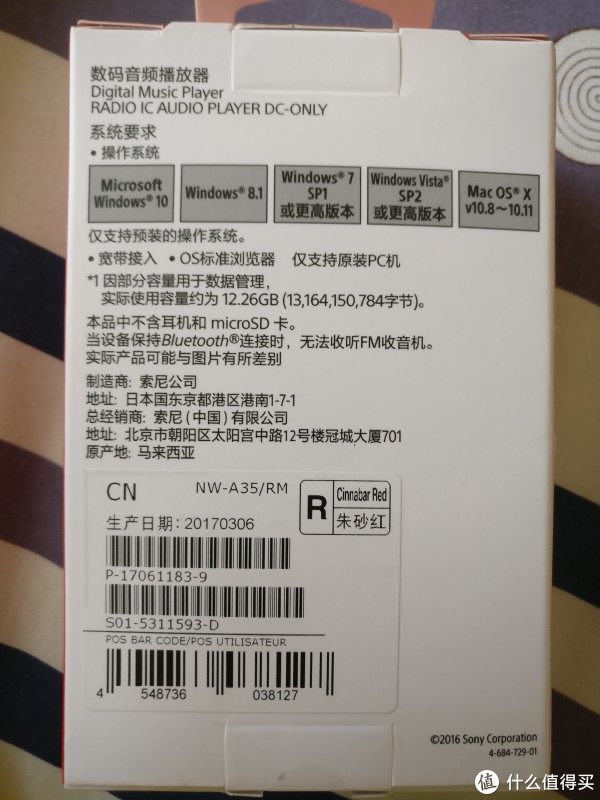 数码音频播放器
Digital Music Player
RADIO IC AUDIO PLAYER DC-ONLY
系统要求
• 操作系统
Microsoft Windows® 10
Windows® 8.1
Windows® 7 SP1 或更高版本
Windows Vista® SP2 或更高版本
Mac OS® X v10.8～10.11
仅支持预装的操作系统。
• 宽带接入 • OS标准浏览器 仅支持原装PC机
*1 因部分容量用于数据管理,
实际使用容量约为 12.26GB (13,164,150,784字节)。
本品中不含耳机和 microSD 卡。
当设备保持Bluetooth®连接时, 无法收听FM收音机。
实际产品可能与图片有所差别
制造商: 索尼公司
地址: 日本国东京都港区港南1-7-1
总经销商: 索尼 (中国) 有限公司
地址: 北京市朝阳区太阳宫中路12号楼冠城大厦701
原产地: 马来西亚
CN NW-A35/RM
R Cinnabar Red 朱砂红
生产日期: 20170306
P-17061183-9
S01-5311593-D
POS BAR CODE/POS UTILISATEUR
4 548736 038127
©2016 Sony Corporation
4-684-729-01
值 什么值得买